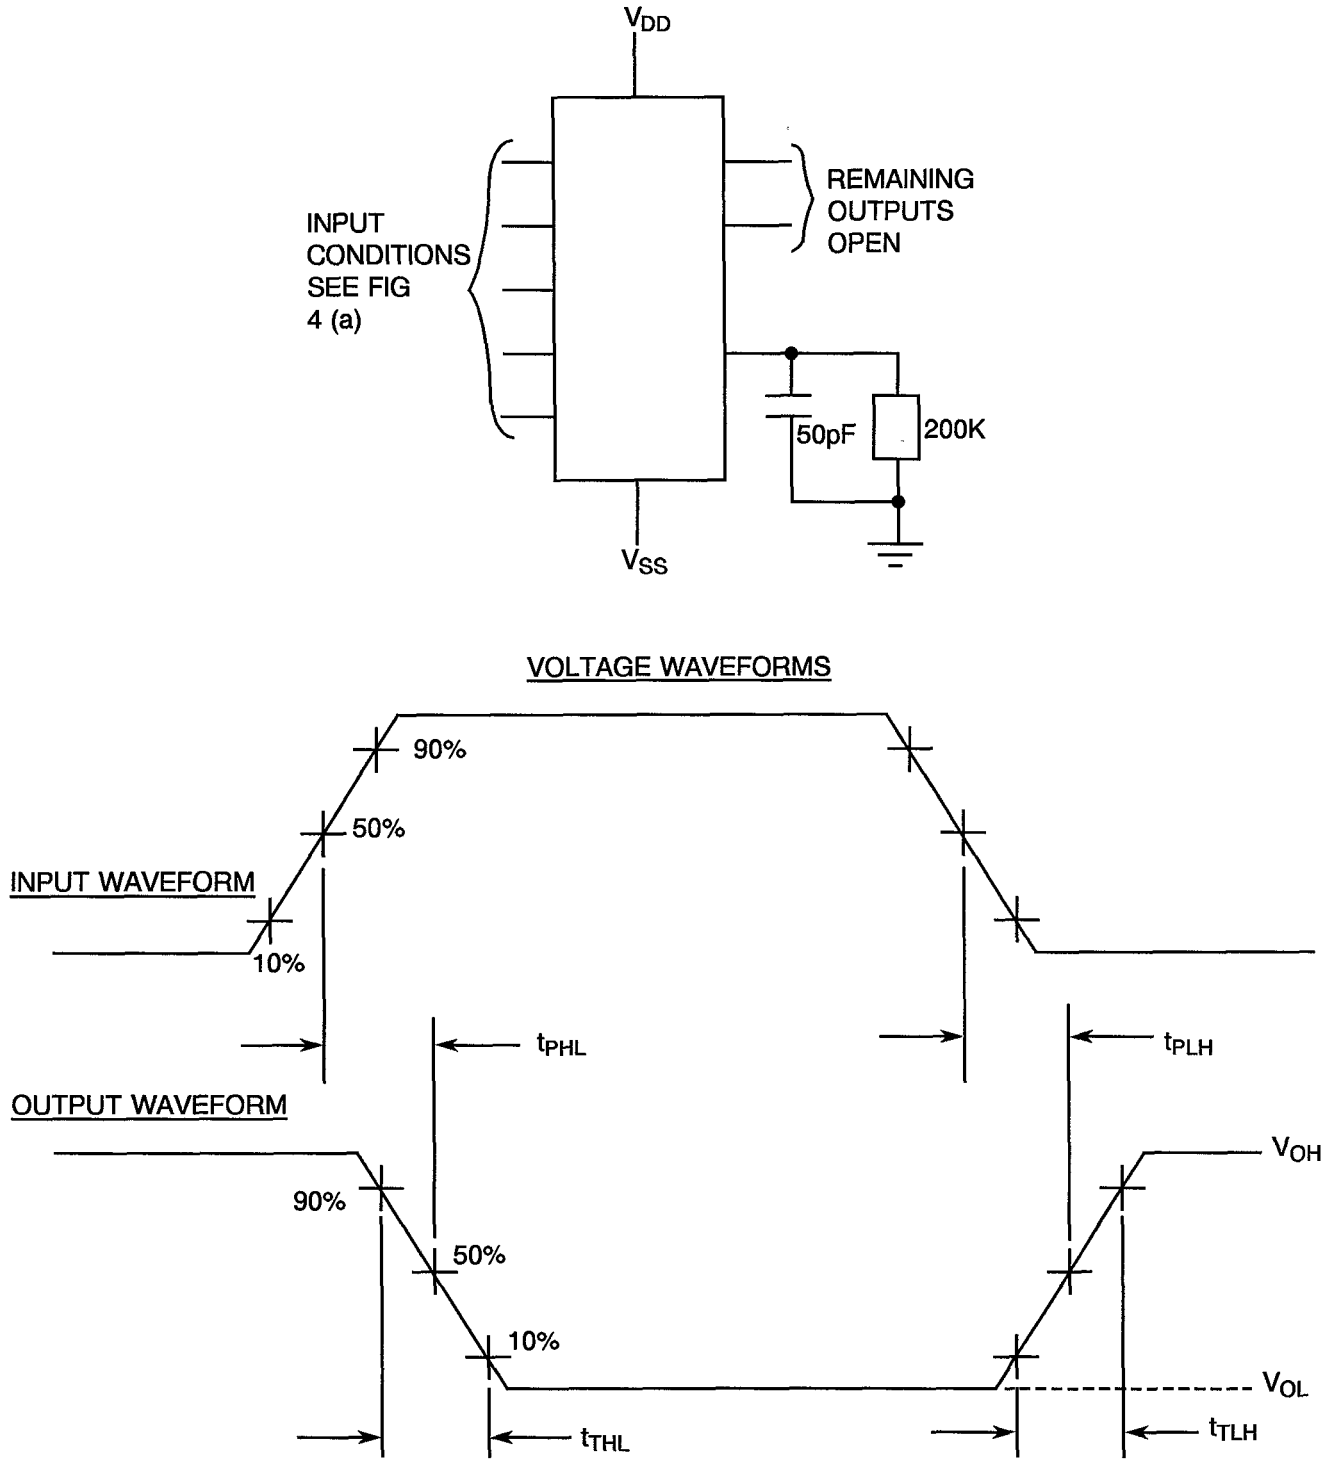 VDD
INPUT
CONDITIONS
SEE FIG
4 (a)
REMAINING
OUTPUTS
OPEN
50pF
200K
VSS
VOLTAGE WAVEFORMS
90%
50%
INPUT WAVEFORM
10%
tPHL
tPLH
OUTPUT WAVEFORM
VOH
90%
50%
10%
VOL
tTHL
tTLH